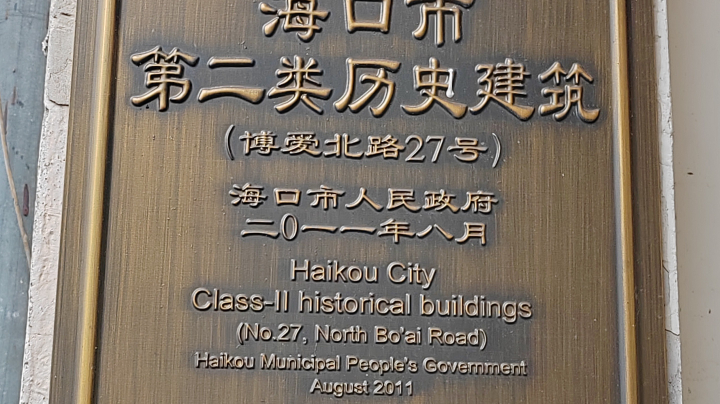 海口市
第二类历史建筑
(博爱北路27号)
海口市人民政府
二0一一年八月
Haikou City
Class-II historical buildings
(No.27, North Bo'ai Road)
Haikou Municipal People's Government
August 2011